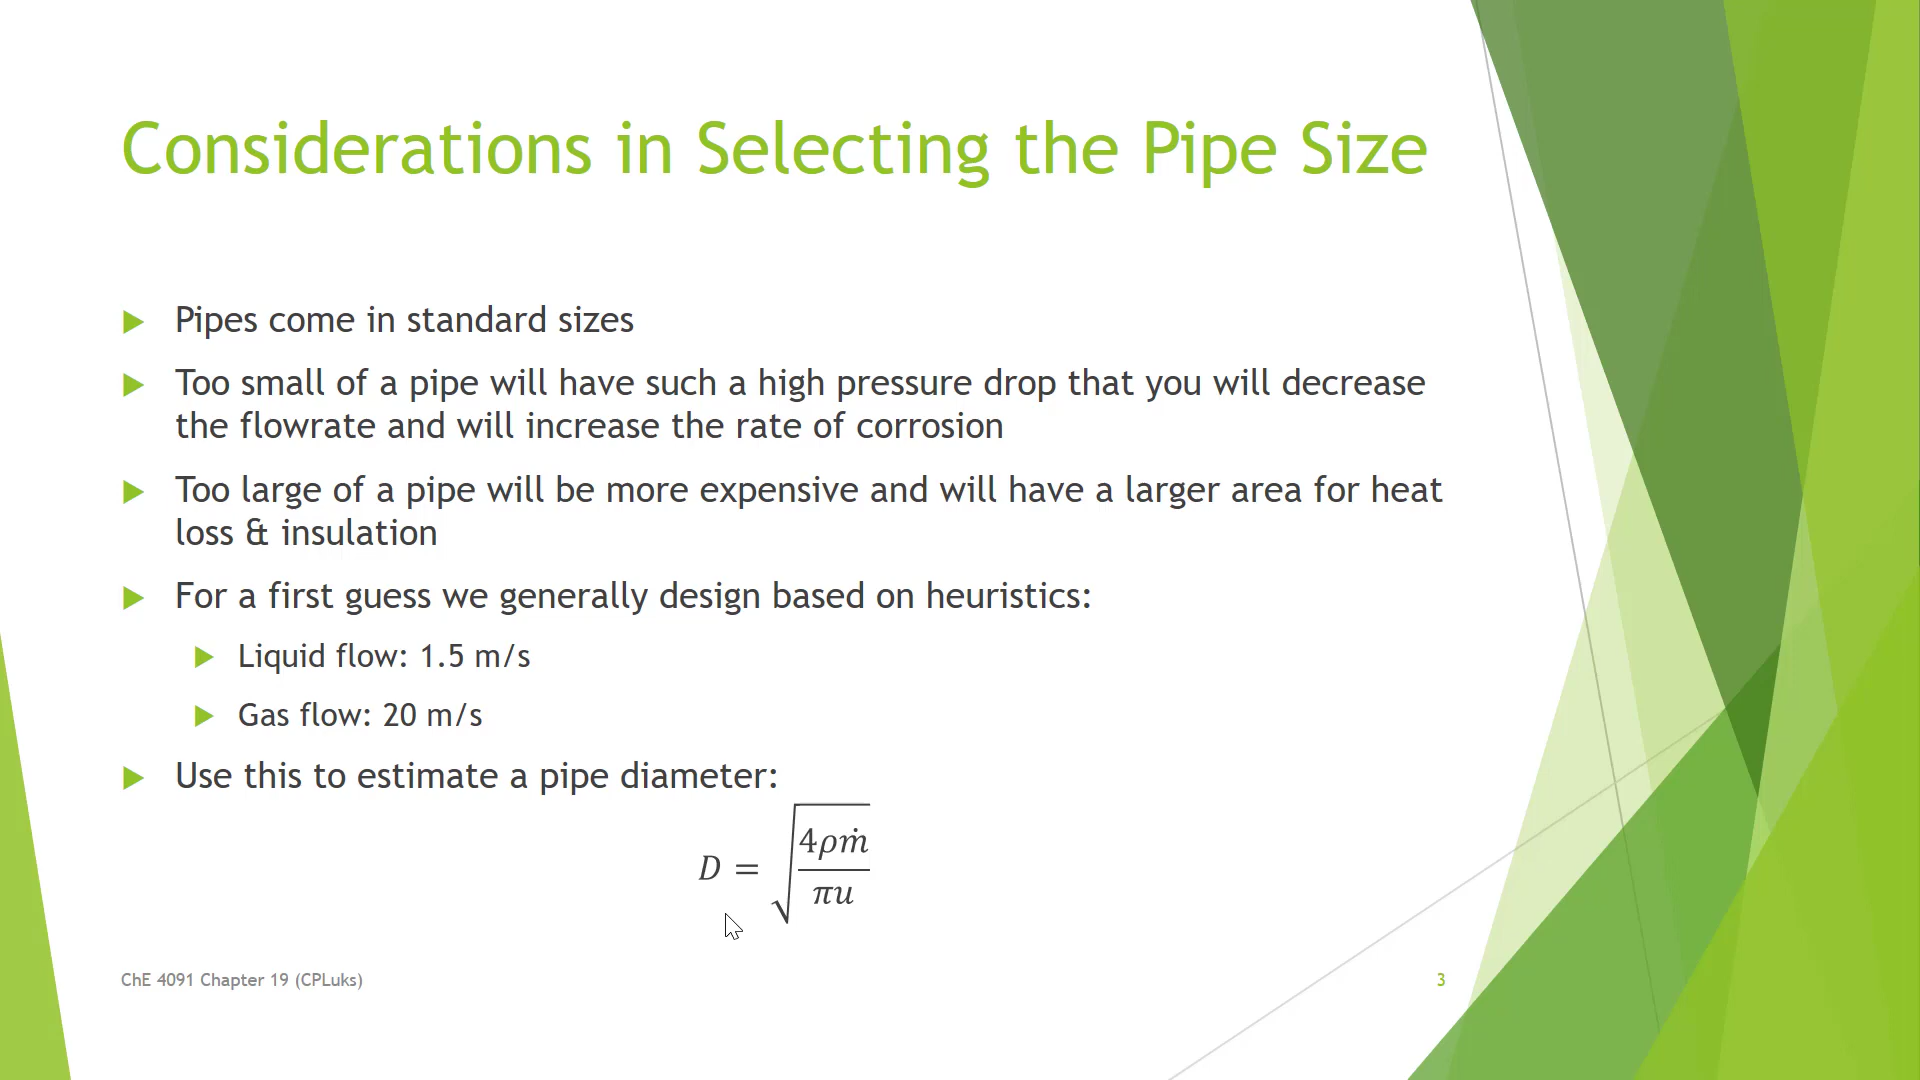 Considerations in Selecting the Pipe Size
Pipes come in standard sizes
Too small of a pipe will have such a high pressure drop that you will decrease
the flowrate and will increase the rate of corrosion
Too large of a pipe will be more expensive and will have a larger area for heat
loss & insulation
For a first guess we generally design based on heuristics:
Liquid flow: 1.5 m/s
Gas flow: 20 m/s
Use this to estimate a pipe diameter:
D = √(4ρṁ/πu)
ChE 4091 Chapter 19 (CPLuks)
3